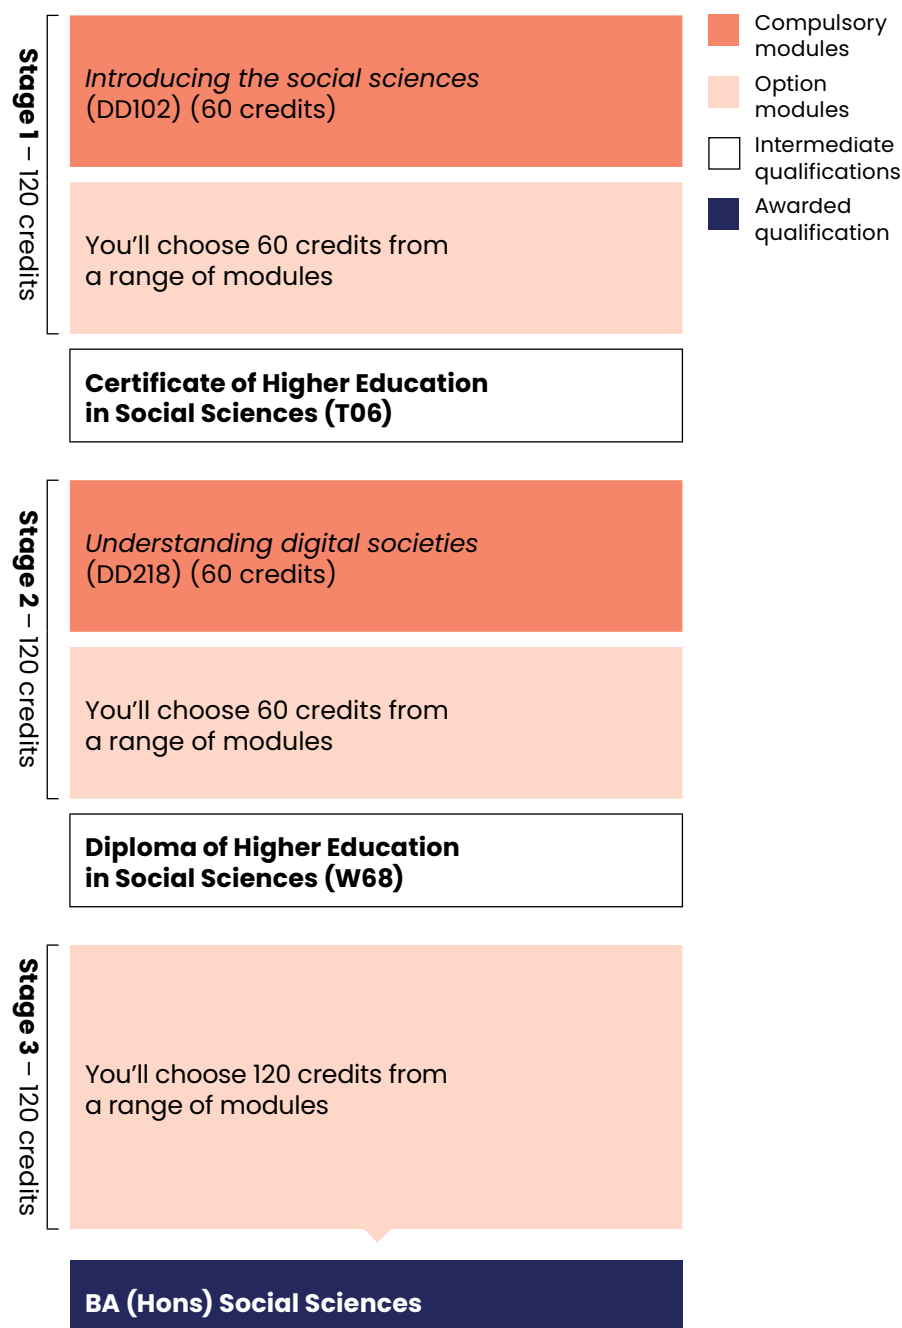 Stage 1 – 120 credits
Introducing the social sciences
(DD102) (60 credits)
You’ll choose 60 credits from
a range of modules
Certificate of Higher Education
in Social Sciences (T06)
Stage 2 – 120 credits
Understanding digital societies
(DD218) (60 credits)
You’ll choose 60 credits from
a range of modules
Diploma of Higher Education
in Social Sciences (W68)
Stage 3 – 120 credits
You’ll choose 120 credits from
a range of modules
BA (Hons) Social Sciences
Compulsory
modules
Option
modules
Intermediate
qualifications
Awarded
qualification